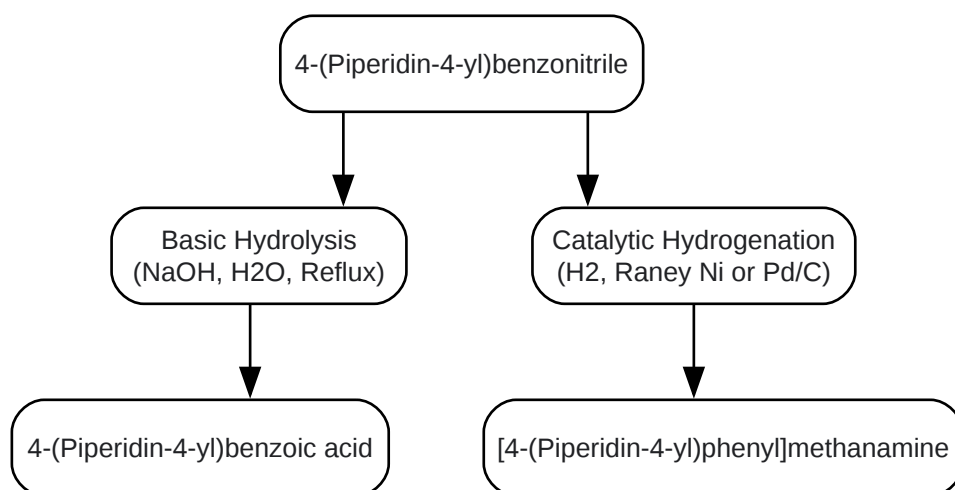 4-(Piperidin-4-yl)benzonitrile
Basic Hydrolysis
(NaOH, H2O, Reflux)
Catalytic Hydrogenation
(H2, Raney Ni or Pd/C)
4-(Piperidin-4-yl)benzoic acid
[4-(Piperidin-4-yl)phenyl]methanamine